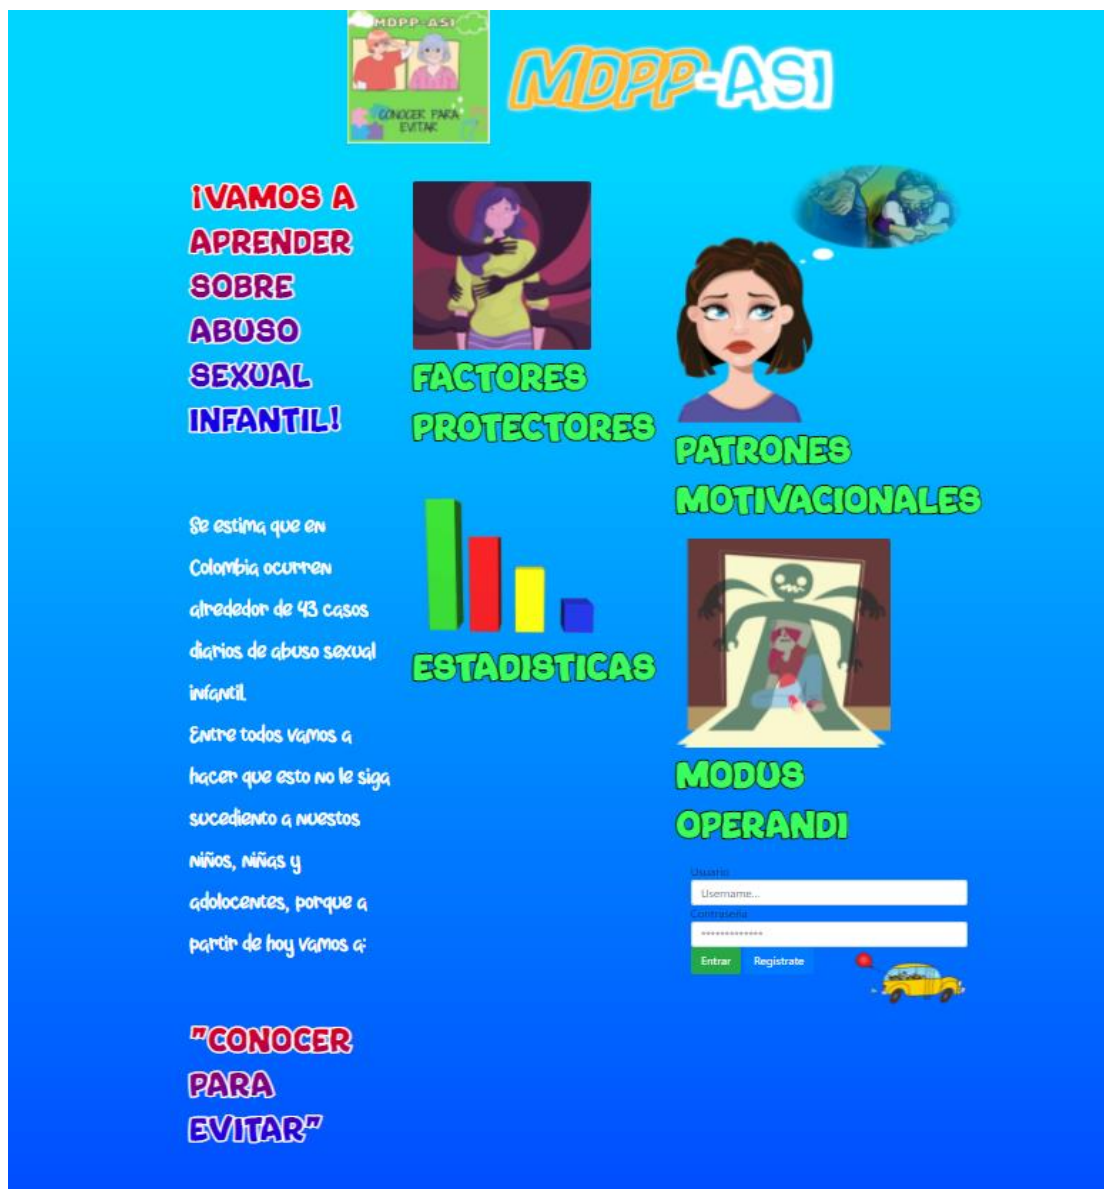 MDPP-ASI
CONOCER PARA
EVITAR
MDPP-ASI
¡VAMOS A
APRENDER
SOBRE
ABUSO
SEXUAL
INFANTIL!
Se estima que en
Colombia ocurren
alrededor de 43 casos
diarios de abuso sexual
infantil.
Entre todos vamos a
hacer que esto no le siga
sucediento a nuestos
niños, niñas y
adolocentes, porque a
partir de hoy vamos a:
"CONOCER
PARA
EVITAR"
FACTORES
PROTECTORES
ESTADISTICAS
PATRONES
MOTIVACIONALES
MODUS
OPERANDI
Usuario
Username...
Contraseña
*************
Entrar Registrate